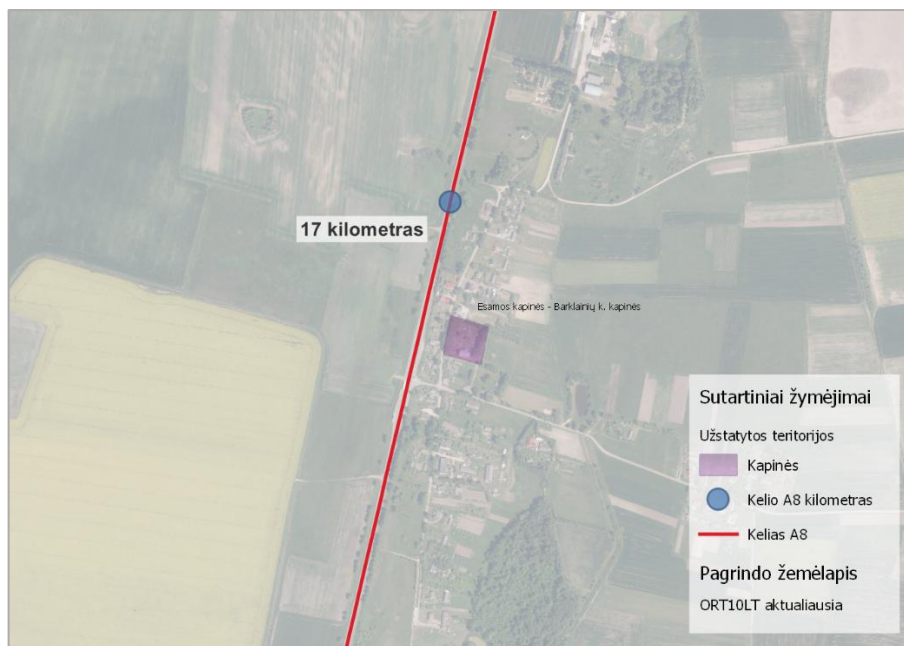 17 kilometras
Esamos kapinės - Barklainių k. kapinės
Sutartiniai žymėjimai
Užstatytos teritorijos
Kapinės
Kelio A8 kilometras
Kelias A8
Pagrindo žemėlapis
ORT10LT aktualiausia